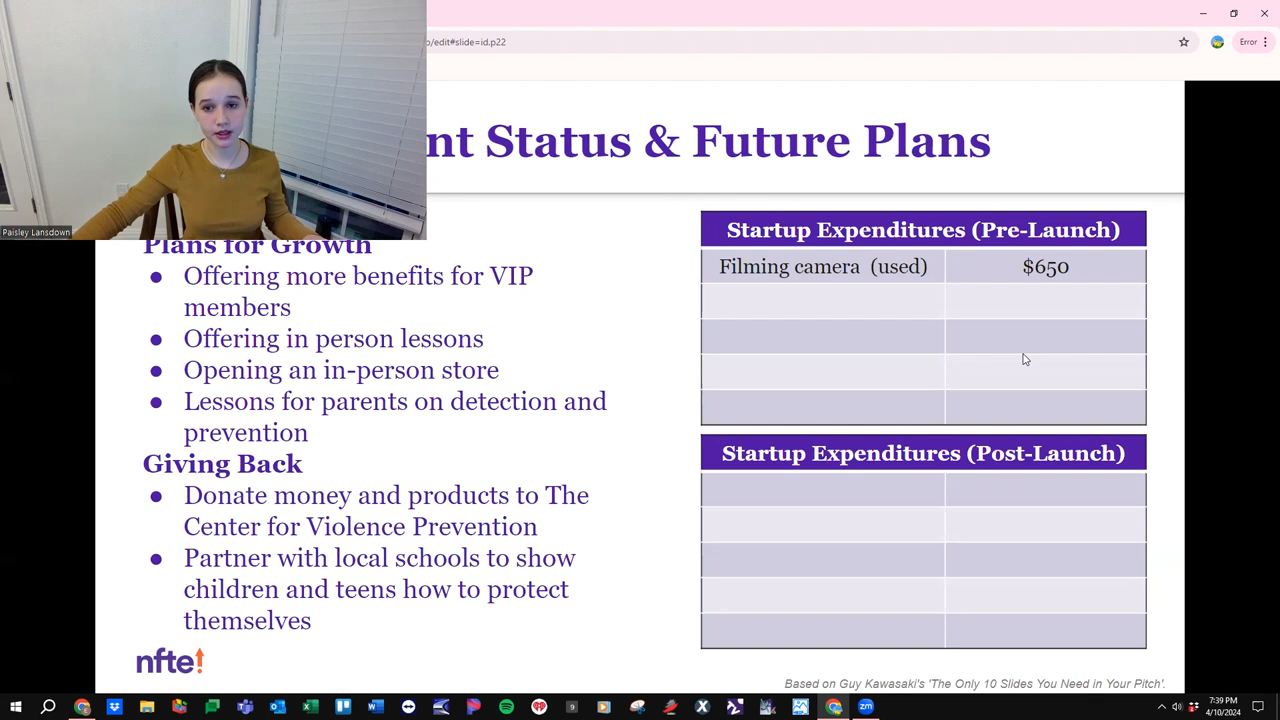 o/edit#slide=id.p22
Error
nt Status & Future Plans
Paisley Lansdown
Plans for Growth
● Offering more benefits for VIP
members
● Offering in person lessons
● Opening an in-person store
● Lessons for parents on detection and
prevention
Giving Back
● Donate money and products to The
Center for Violence Prevention
● Partner with local schools to show
children and teens how to protect
themselves
nfte!
Startup Expenditures (Pre-Launch)
Filming camera (used) $650
Startup Expenditures (Post-Launch)
Based on Guy Kawasaki's 'The Only 10 Slides You Need in Your Pitch'.
7:39 PM
4/10/2024